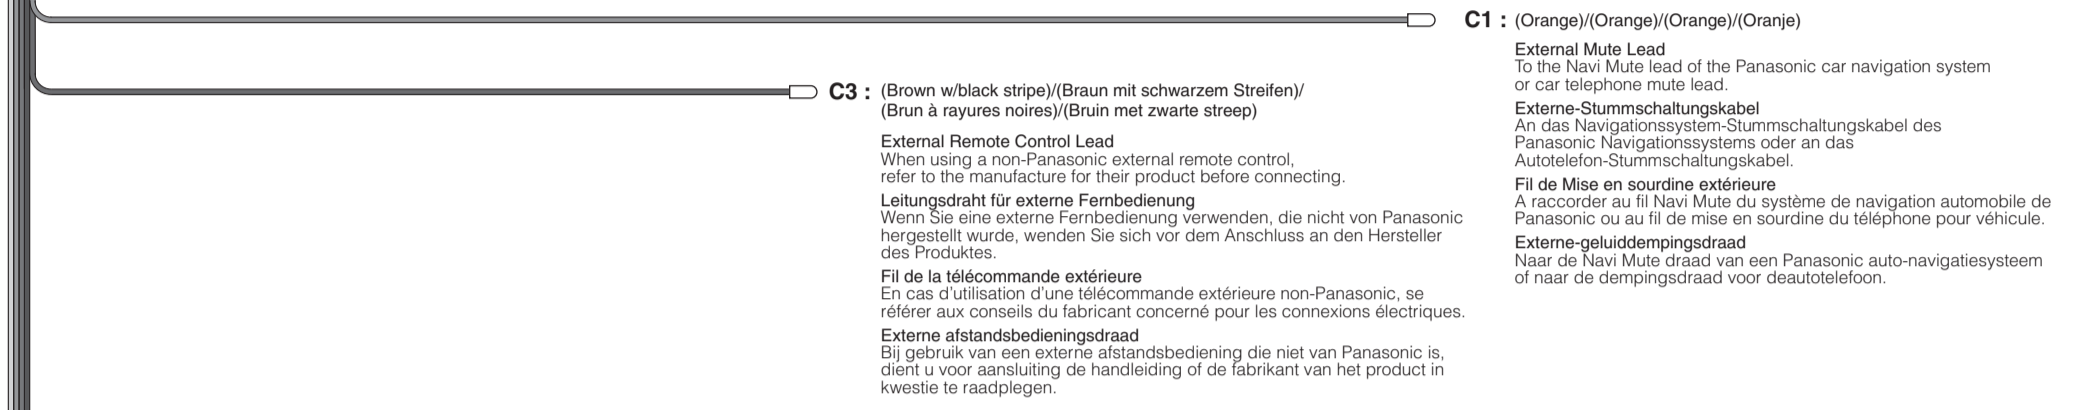 C1 : (Orange)/(Orange)/(Orange)/(Oranje)
External Mute Lead
To the Navi Mute lead of the Panasonic car navigation system
or car telephone mute lead.
Externe-Stummschaltungskabel
An das Navigationssystem-Stummschaltungskabel des
Panasonic Navigationssystems oder an das
Autotelefon-Stummschaltungskabel.
Fil de Mise en sourdine extérieure
A raccorder au fil Navi Mute du système de navigation automobile de
Panasonic ou au fil de mise en sourdine du téléphone pour véhicule.
Externe-geluiddempingsdraad
Naar de Navi Mute draad van een Panasonic auto-navigatiesysteem
of naar de dempingsdraad voor deautotelefoon.
C3 : (Brown w/black stripe)/(Braun mit schwarzem Streifen)/
(Brun à rayures noires)/(Bruin met zwarte streep)
External Remote Control Lead
When using a non-Panasonic external remote control,
refer to the manufacture for their product before connecting.
Leitungsdraht für externe Fernbedienung
Wenn Sie eine externe Fernbedienung verwenden, die nicht von Panasonic
hergestellt wurde, wenden Sie sich vor dem Anschluss an den Hersteller
des Produktes.
Fil de la télécommande extérieure
En cas d'utilisation d'une télécommande extérieure non-Panasonic, se
référer aux conseils du fabricant concerné pour les connexions électriques.
Externe afstandsbedieningsdraad
Bij gebruik van een externe afstandsbediening die niet van Panasonic is,
dient u voor aansluiting de handleiding of de fabrikant van het product in
kwestie te raadplegen.